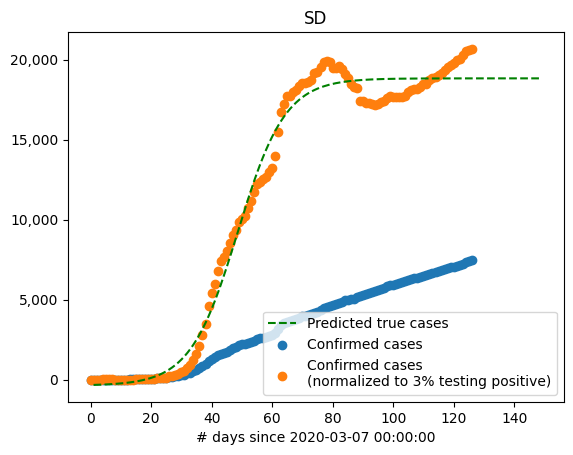 SD
20,000
15,000
10,000
5,000
0
Predicted true cases
Confirmed cases
Confirmed cases
(normalized to 3% testing positive)
0 20 40 60 80 100 120 140
# days since 2020-03-07 00:00:00